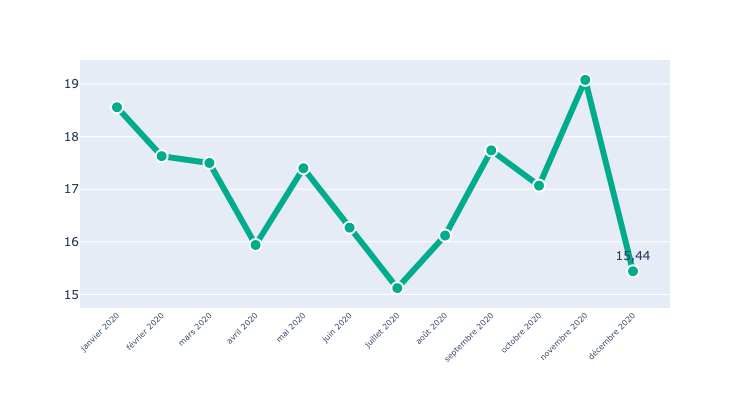 19
18
17
16
15
15,44
janvier 2020
février 2020
mars 2020
avril 2020
mai 2020
juin 2020
juillet 2020
août 2020
septembre 2020
octobre 2020
novembre 2020
décembre 2020